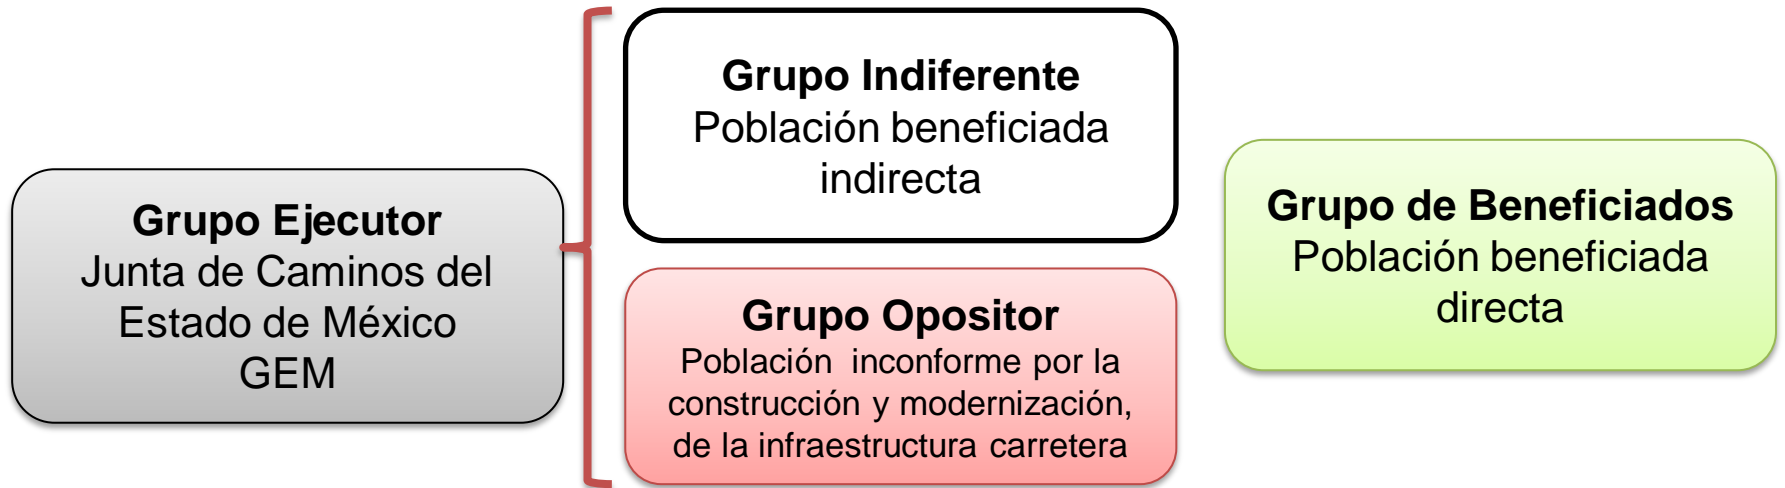 Grupo Ejecutor
Junta de Caminos del
Estado de México
GEM
Grupo Indiferente
Población beneficiada
indirecta
Grupo Opositor
Población inconforme por la
construcción y modernización,
de la infraestructura carretera
Grupo de Beneficiados
Población beneficiada
directa